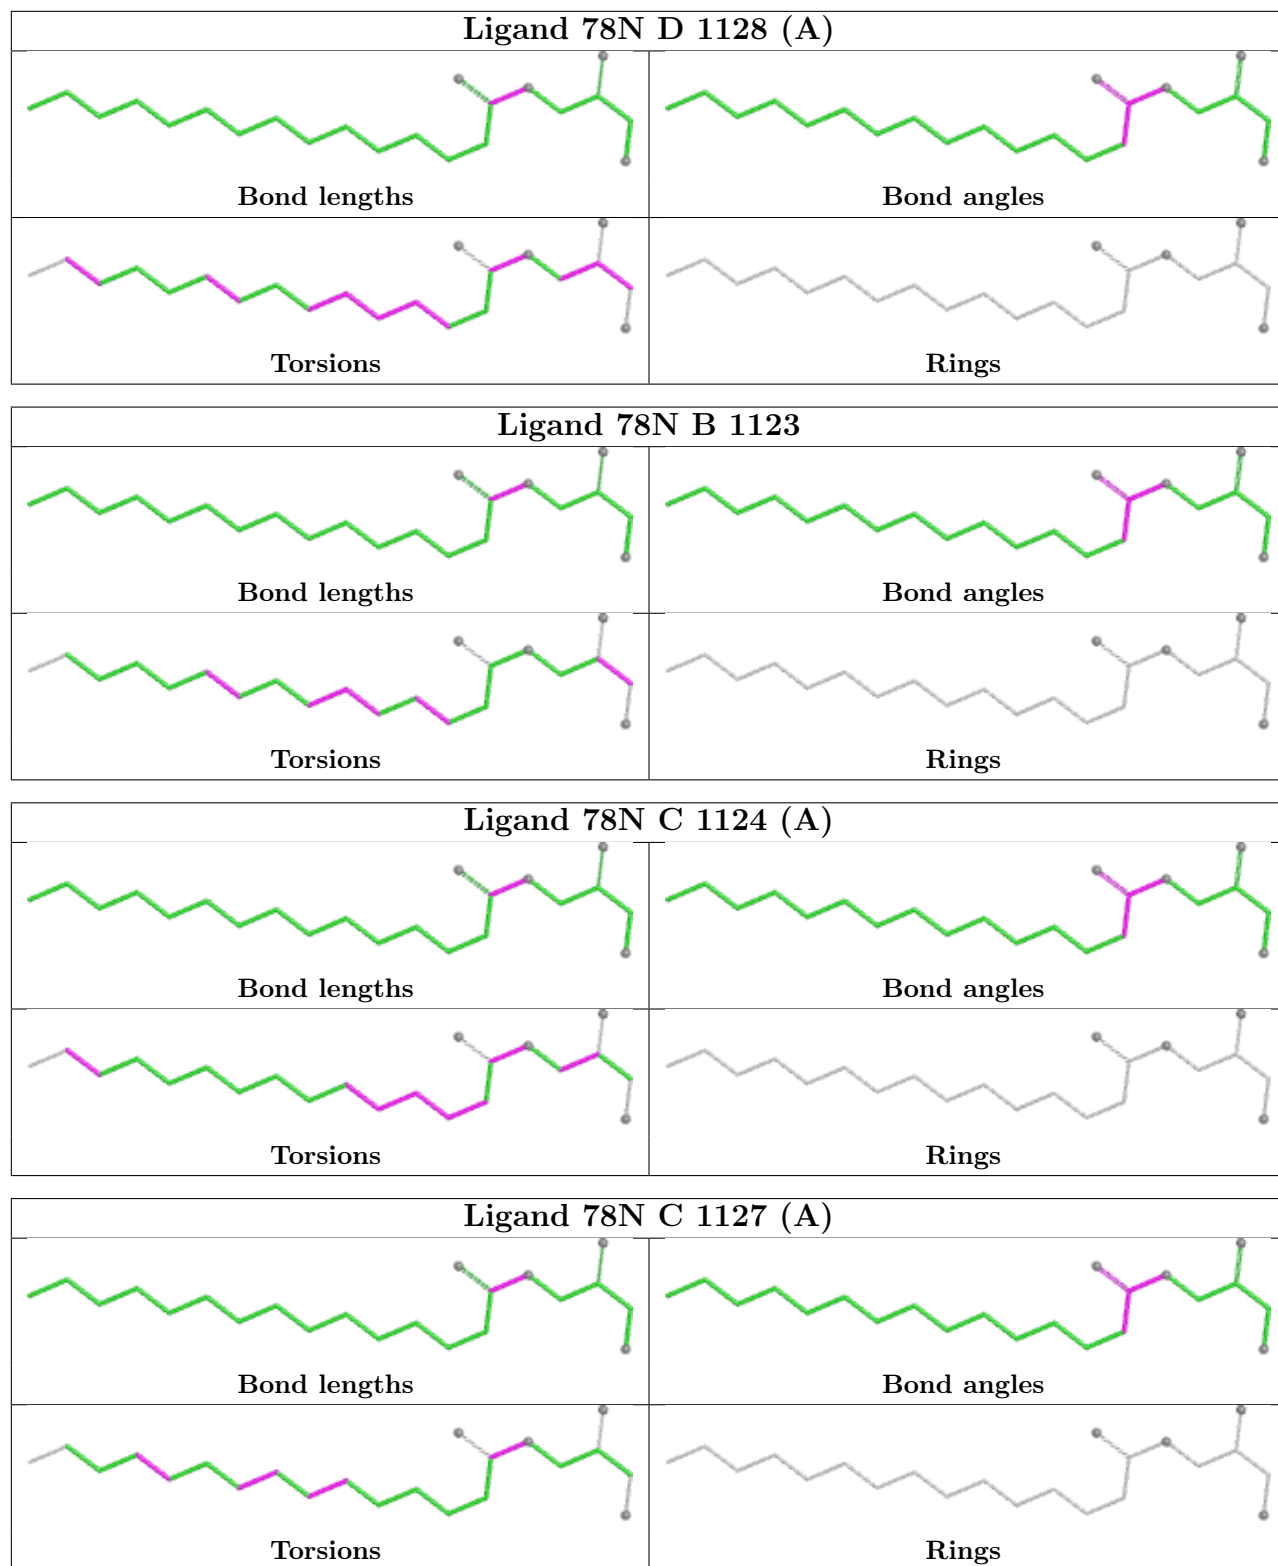 Ligand 78N D 1128 (A)
Bond lengths
Bond angles
Torsions
Rings
Ligand 78N B 1123
Bond lengths
Bond angles
Torsions
Rings
Ligand 78N C 1124 (A)
Bond lengths
Bond angles
Torsions
Rings
Ligand 78N C 1127 (A)
Bond lengths
Bond angles
Torsions
Rings